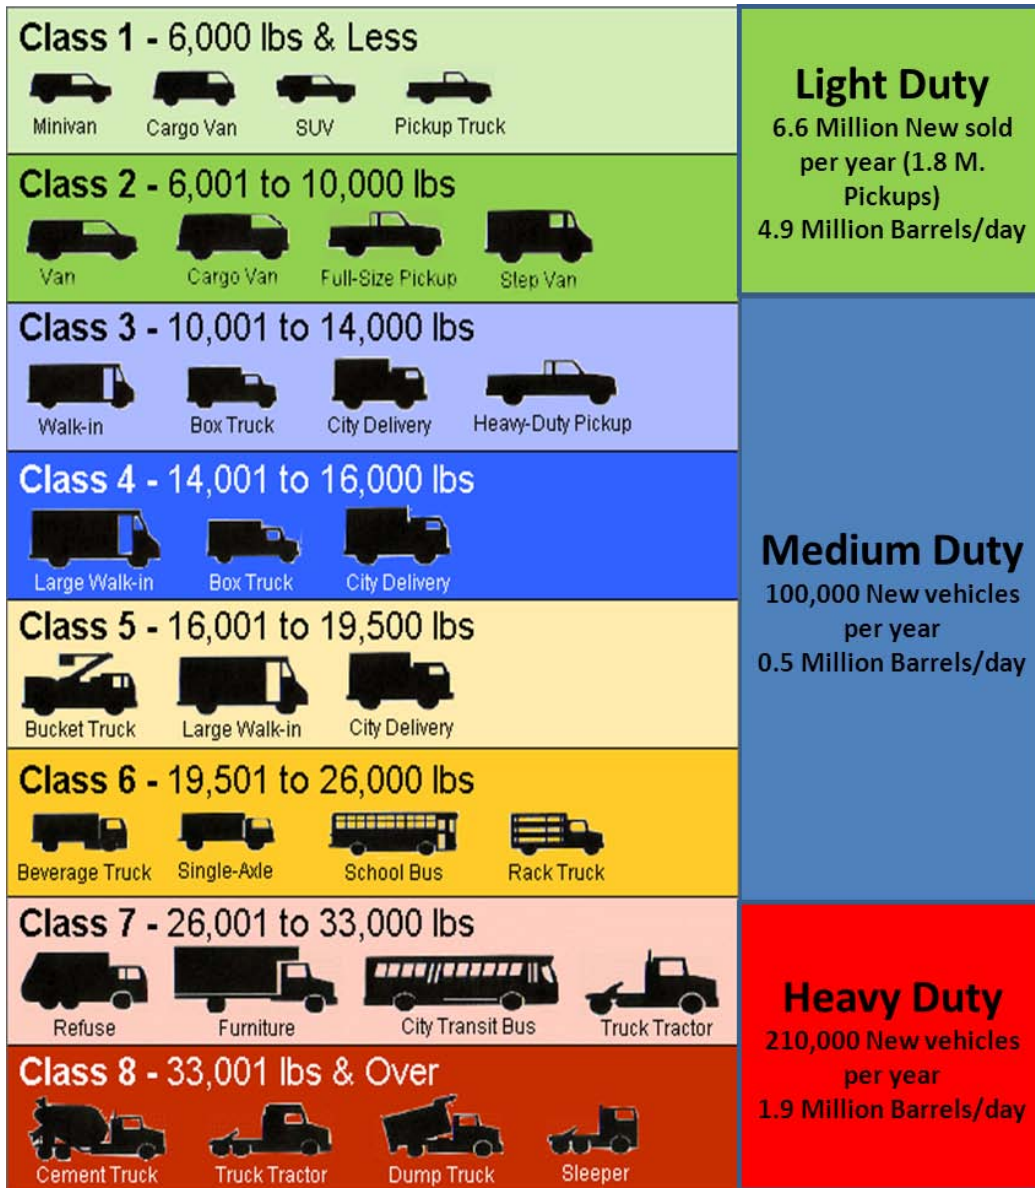 Class 1 - 6,000 lbs & Less
Minivan
Cargo Van
SUV
Pickup Truck
Class 2 - 6,001 to 10,000 lbs
Van
Cargo Van
Full-Size Pickup
Step Van
Light Duty
6.6 Million New sold
per year (1.8 M.
Pickups)
4.9 Million Barrels/day
Class 3 - 10,001 to 14,000 lbs
Walk-in
Box Truck
City Delivery
Heavy-Duty Pickup
Class 4 - 14,001 to 16,000 lbs
Large Walk-in
Box Truck
City Delivery
Class 5 - 16,001 to 19,500 lbs
Bucket Truck
Large Walk-in
City Delivery
Class 6 - 19,501 to 26,000 lbs
Beverage Truck
Single-Axle
School Bus
Rack Truck
Medium Duty
100,000 New vehicles
per year
0.5 Million Barrels/day
Class 7 - 26,001 to 33,000 lbs
Refuse
Furniture
City Transit Bus
Truck Tractor
Class 8 - 33,001 lbs & Over
Cement Truck
Truck Tractor
Dump Truck
Sleeper
Heavy Duty
210,000 New vehicles
per year
1.9 Million Barrels/day